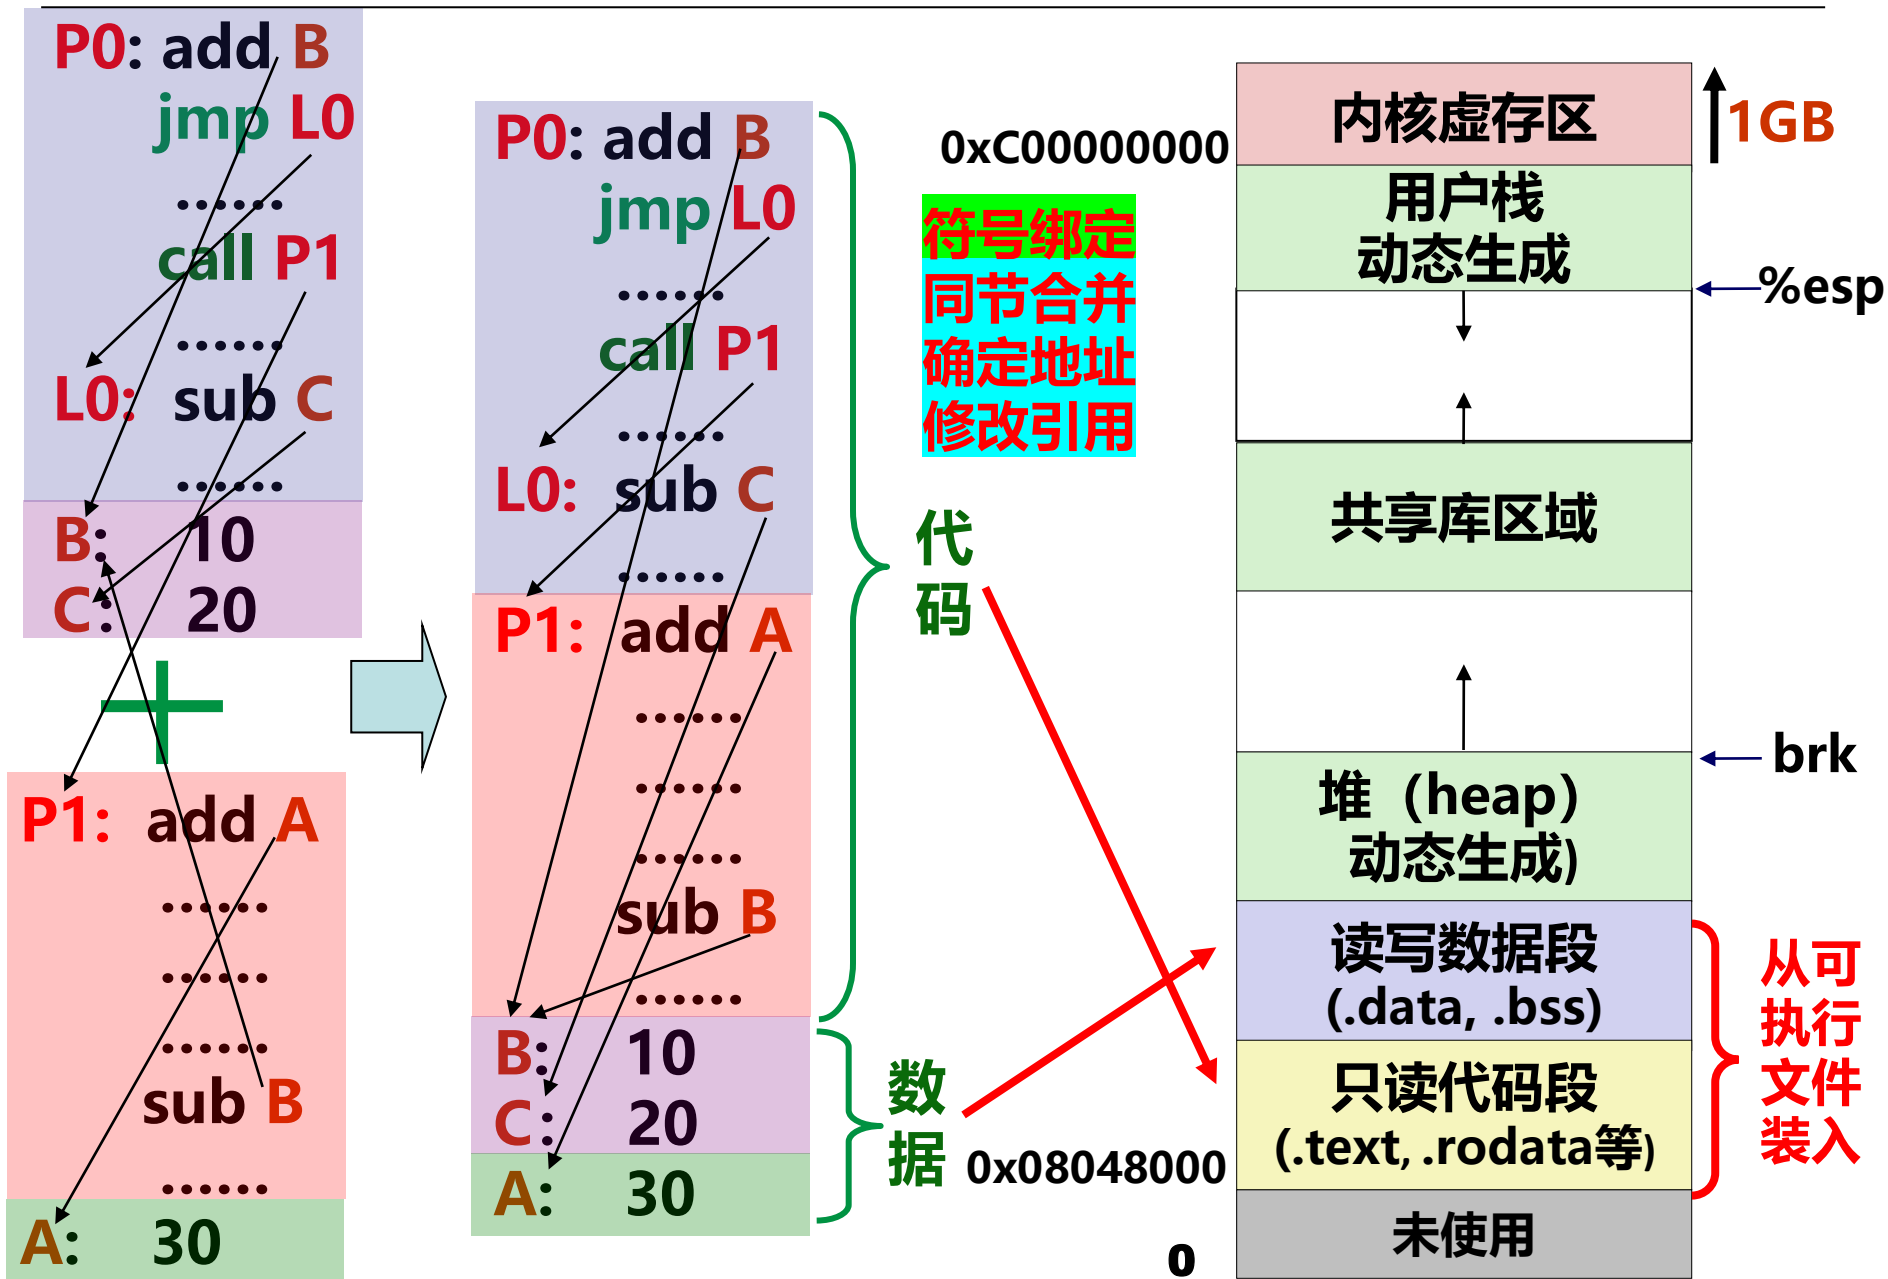 P0: add B
jmp L0
......
call P1
......
L0: sub C
......
B: 10
C: 20
P1: add A
......
......
......
sub B
......
A: 30
P0: add B
jmp L0
......
call P1
......
L0: sub C
......
P1: add A
......
......
......
sub B
......
B: 10
C: 20
A: 30
代
码
数
据
符号绑定
同节合并
确定地址
修改引用
0xC00000000
0x08048000
0
内核虚存区
用户栈
动态生成
共享库区域
堆（heap）
动态生成)
读写数据段
(.data, .bss)
只读代码段
(.text, .rodata等)
未使用
1GB
%esp
brk
从可
执行
文件
装入